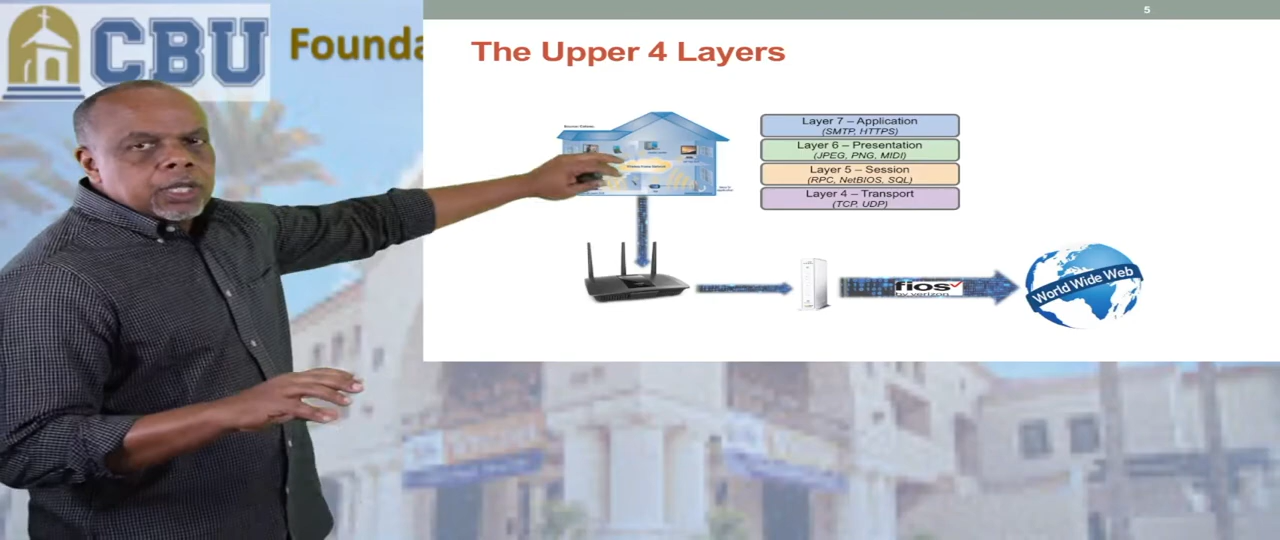 5
CBU
Founda
The Upper 4 Layers
Layer 7 – Application
(SMTP, HTTPS)
Layer 6 – Presentation
(JPEG, PNG, MIDI)
Layer 5 – Session
(RPC, NetBIOS, SQL)
Layer 4 – Transport
(TCP, UDP)
fios
by verizon
World Wide Web